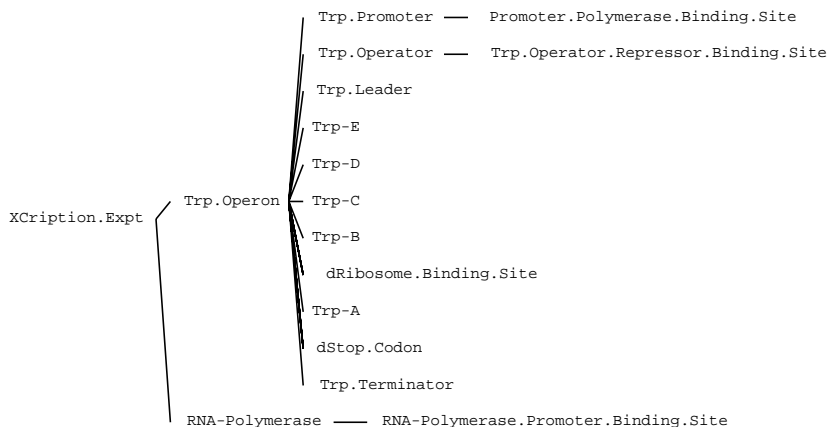 Trp.Promoter Promoter.Polymerase.Binding.Site
Trp.Operator Trp.Operator.Repressor.Binding.Site
Trp.Leader
Trp-E
Trp-D
Trp.Operon Trp-C
XCription.Expt
Trp-B
dRibosome.Binding.Site
Trp-A
dStop.Codon
Trp.Terminator
RNA-Polymerase RNA-Polymerase.Promoter.Binding.Site